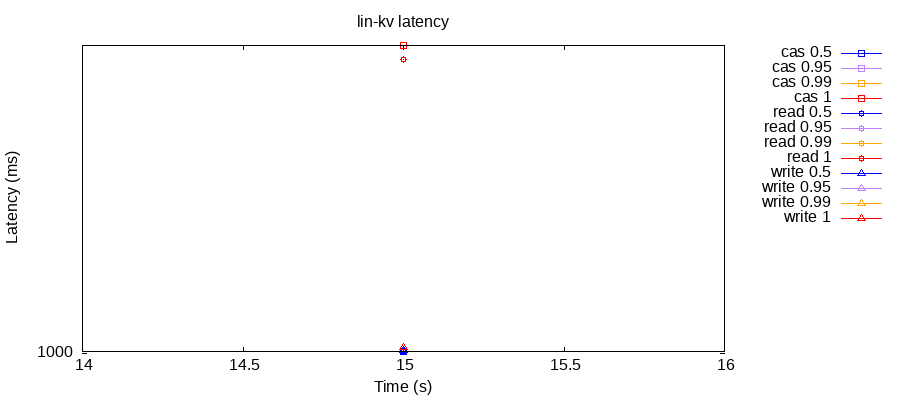 lin-kv latency
cas 0.5
cas 0.95
cas 0.99
cas 1
read 0.5
read 0.95
read 0.99
read 1
write 0.5
write 0.95
write 0.99
write 1
Latency (ms)
1000
14 14.5 15 15.5 16
Time (s)